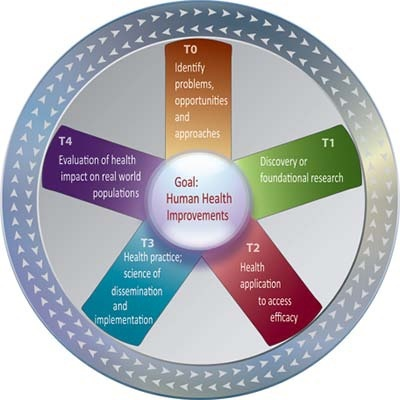 T0
Identify
problems,
opportunities
and
approaches
T1
Discovery or
foundational research
T2
Health
application
to access
efficacy
T3
Health practice;
science of
dissemination
and
implementation
T4
Evaluation of health
impact on real world
populations
Goal:
Human Health
Improvements